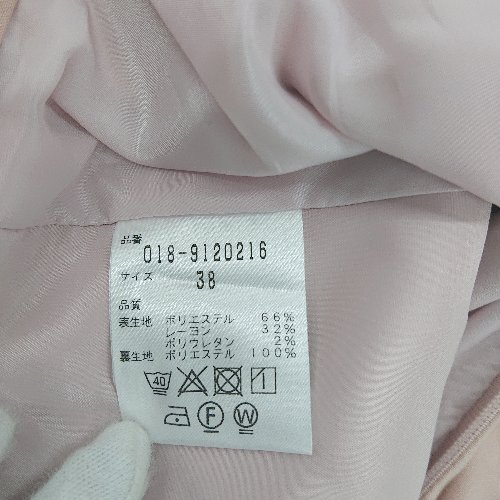 品番
018-9120216
サイズ
38
品質
表生地 ポリエステル 66%
レーヨン 32%
ポリウレタン 2%
裏生地 ポリエステル 100%
40
F W